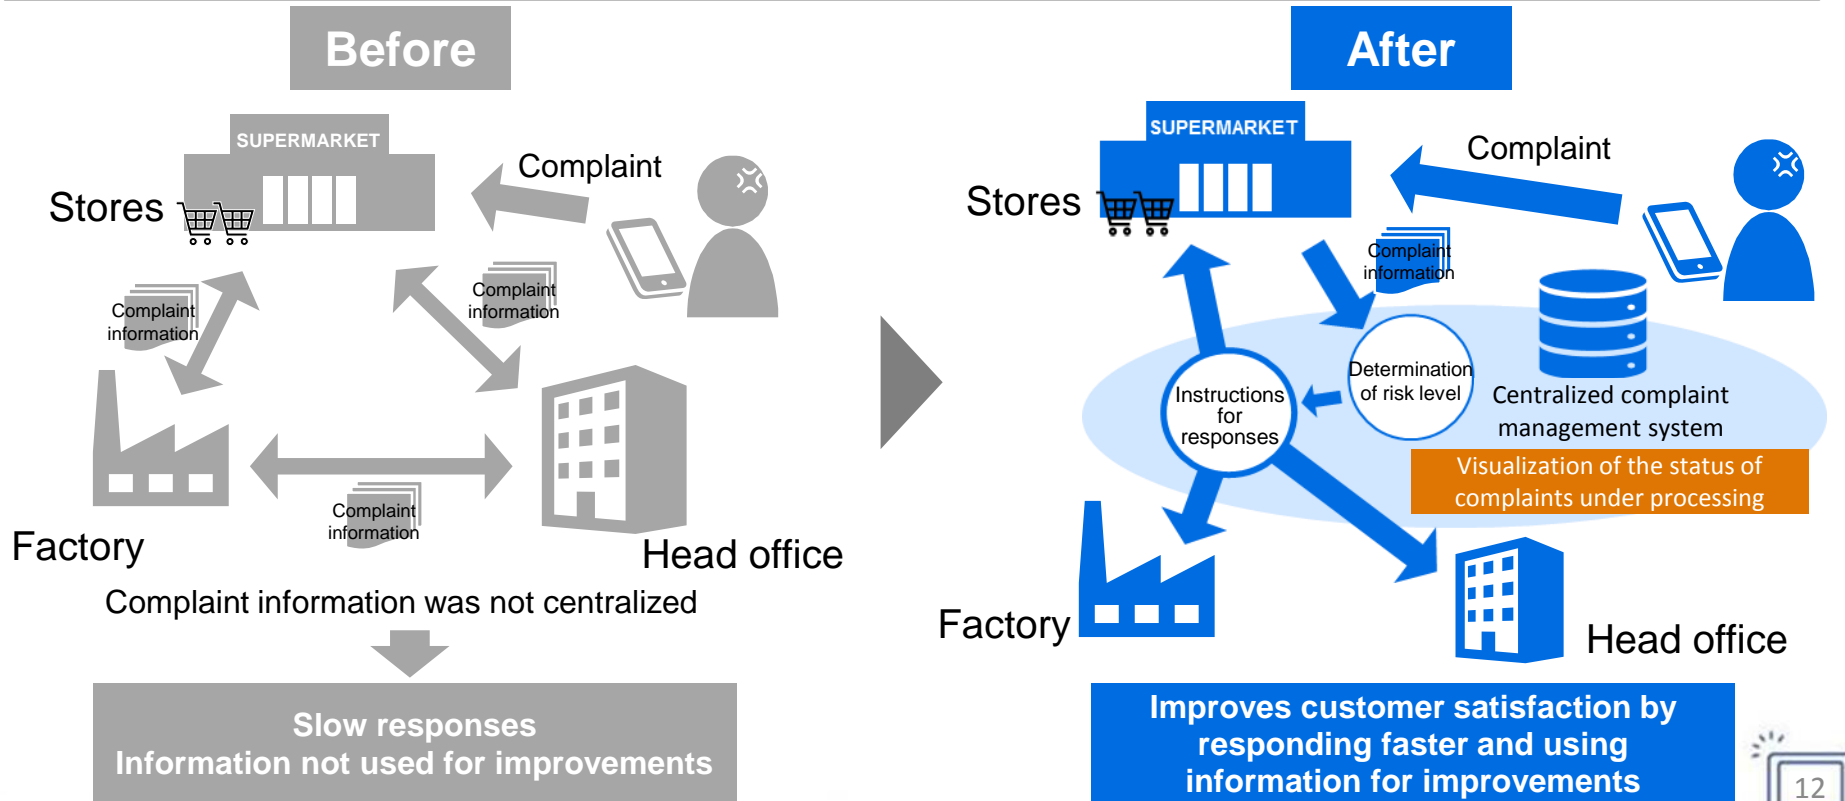 Before
SUPERMARKET
Complaint
Stores
Complaint
information
Complaint
information
Complaint
information
Factory
Head office
Complaint information was not centralized
Slow responses
Information not used for improvements
After
SUPERMARKET
Complaint
Stores
Complaint
information
Determination
of risk level
Instructions
for
responses
Centralized complaint
management system
Visualization of the status of
complaints under processing
Factory
Head office
Improves customer satisfaction by
responding faster and using
information for improvements
12